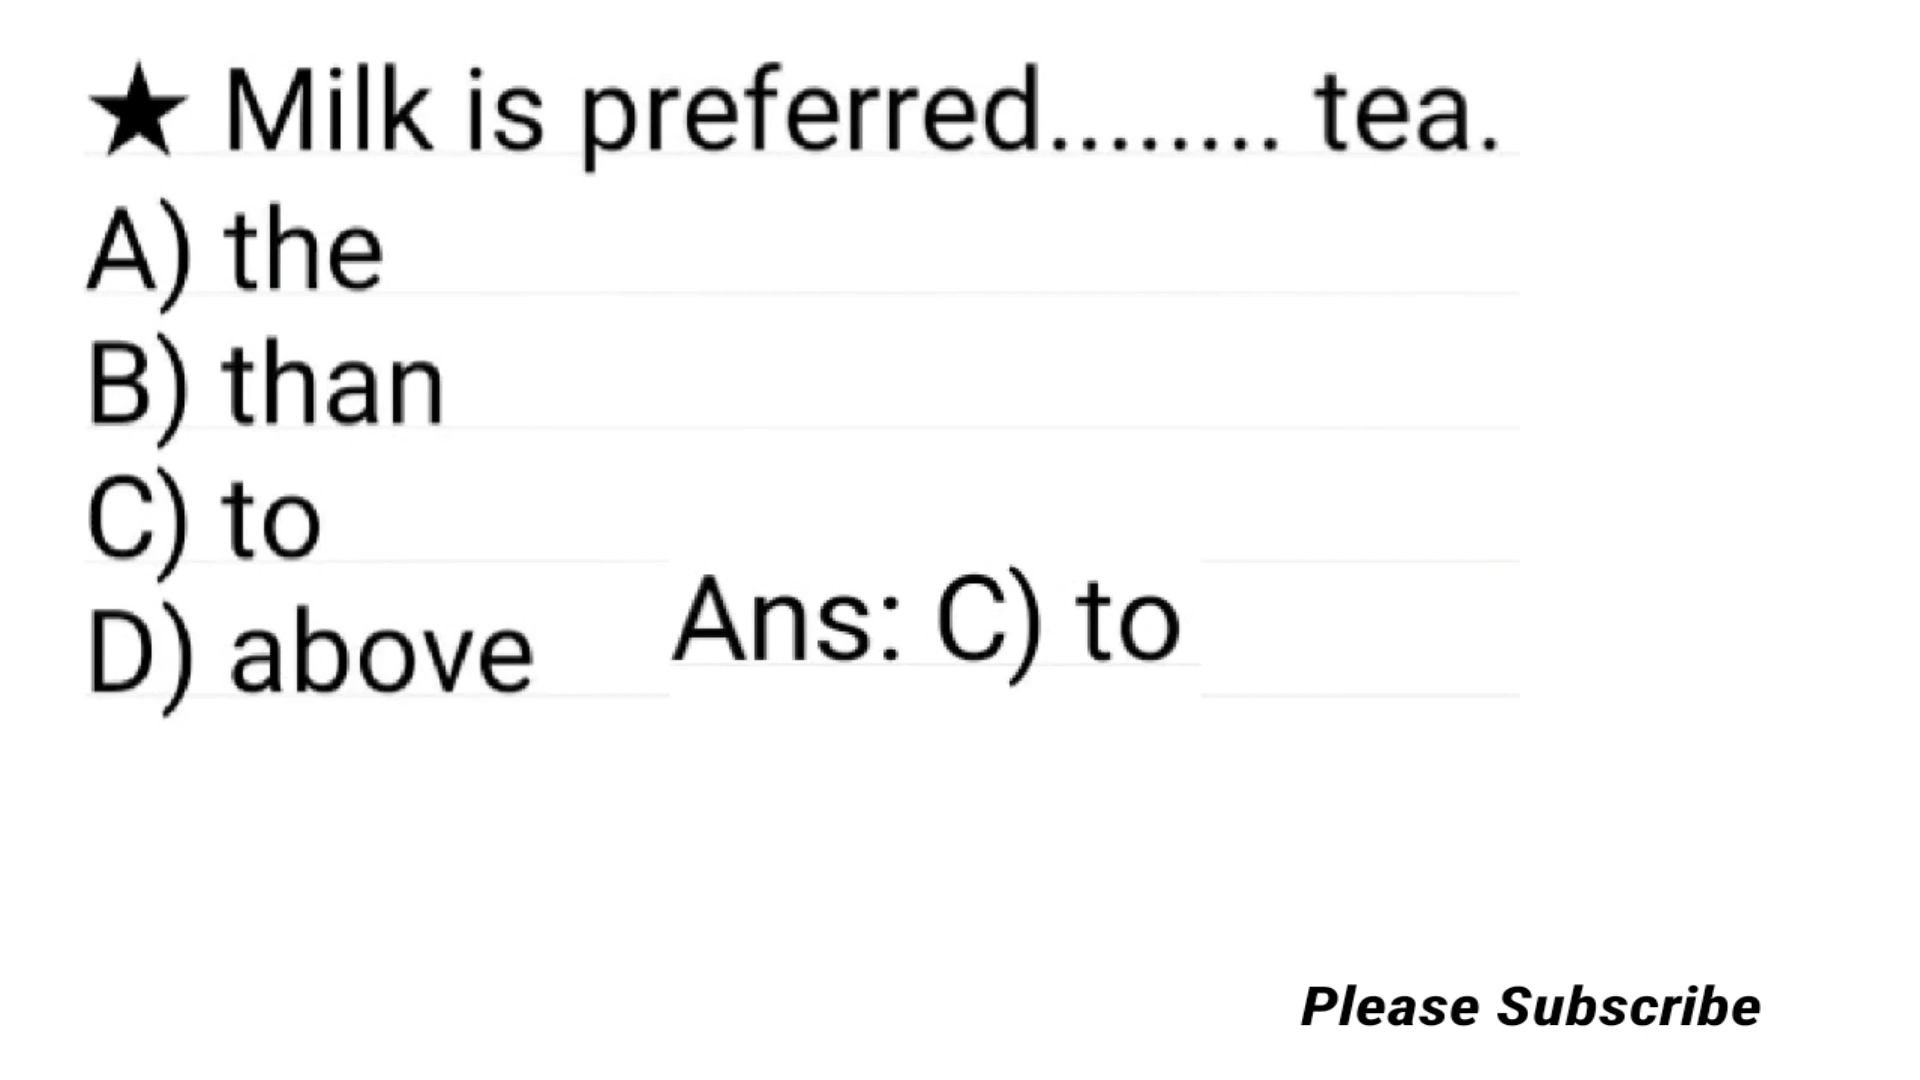 ★ Milk is preferred........ tea.
A) the
B) than
C) to
D) above
Ans: C) to
Please Subscribe